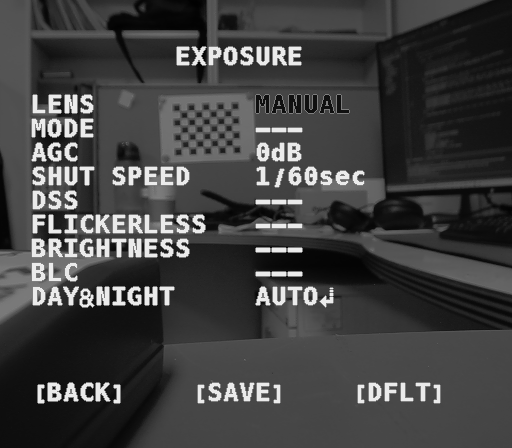 EXPOSURE
LENS MANUAL
MODE ---
AGC 0dB
SHUT SPEED 1/60sec
DSS ---
FLICKERLESS ---
BRIGHTNESS ---
BLC ---
DAY&NIGHT AUTO↲
[BACK] [SAVE] [DFLT]